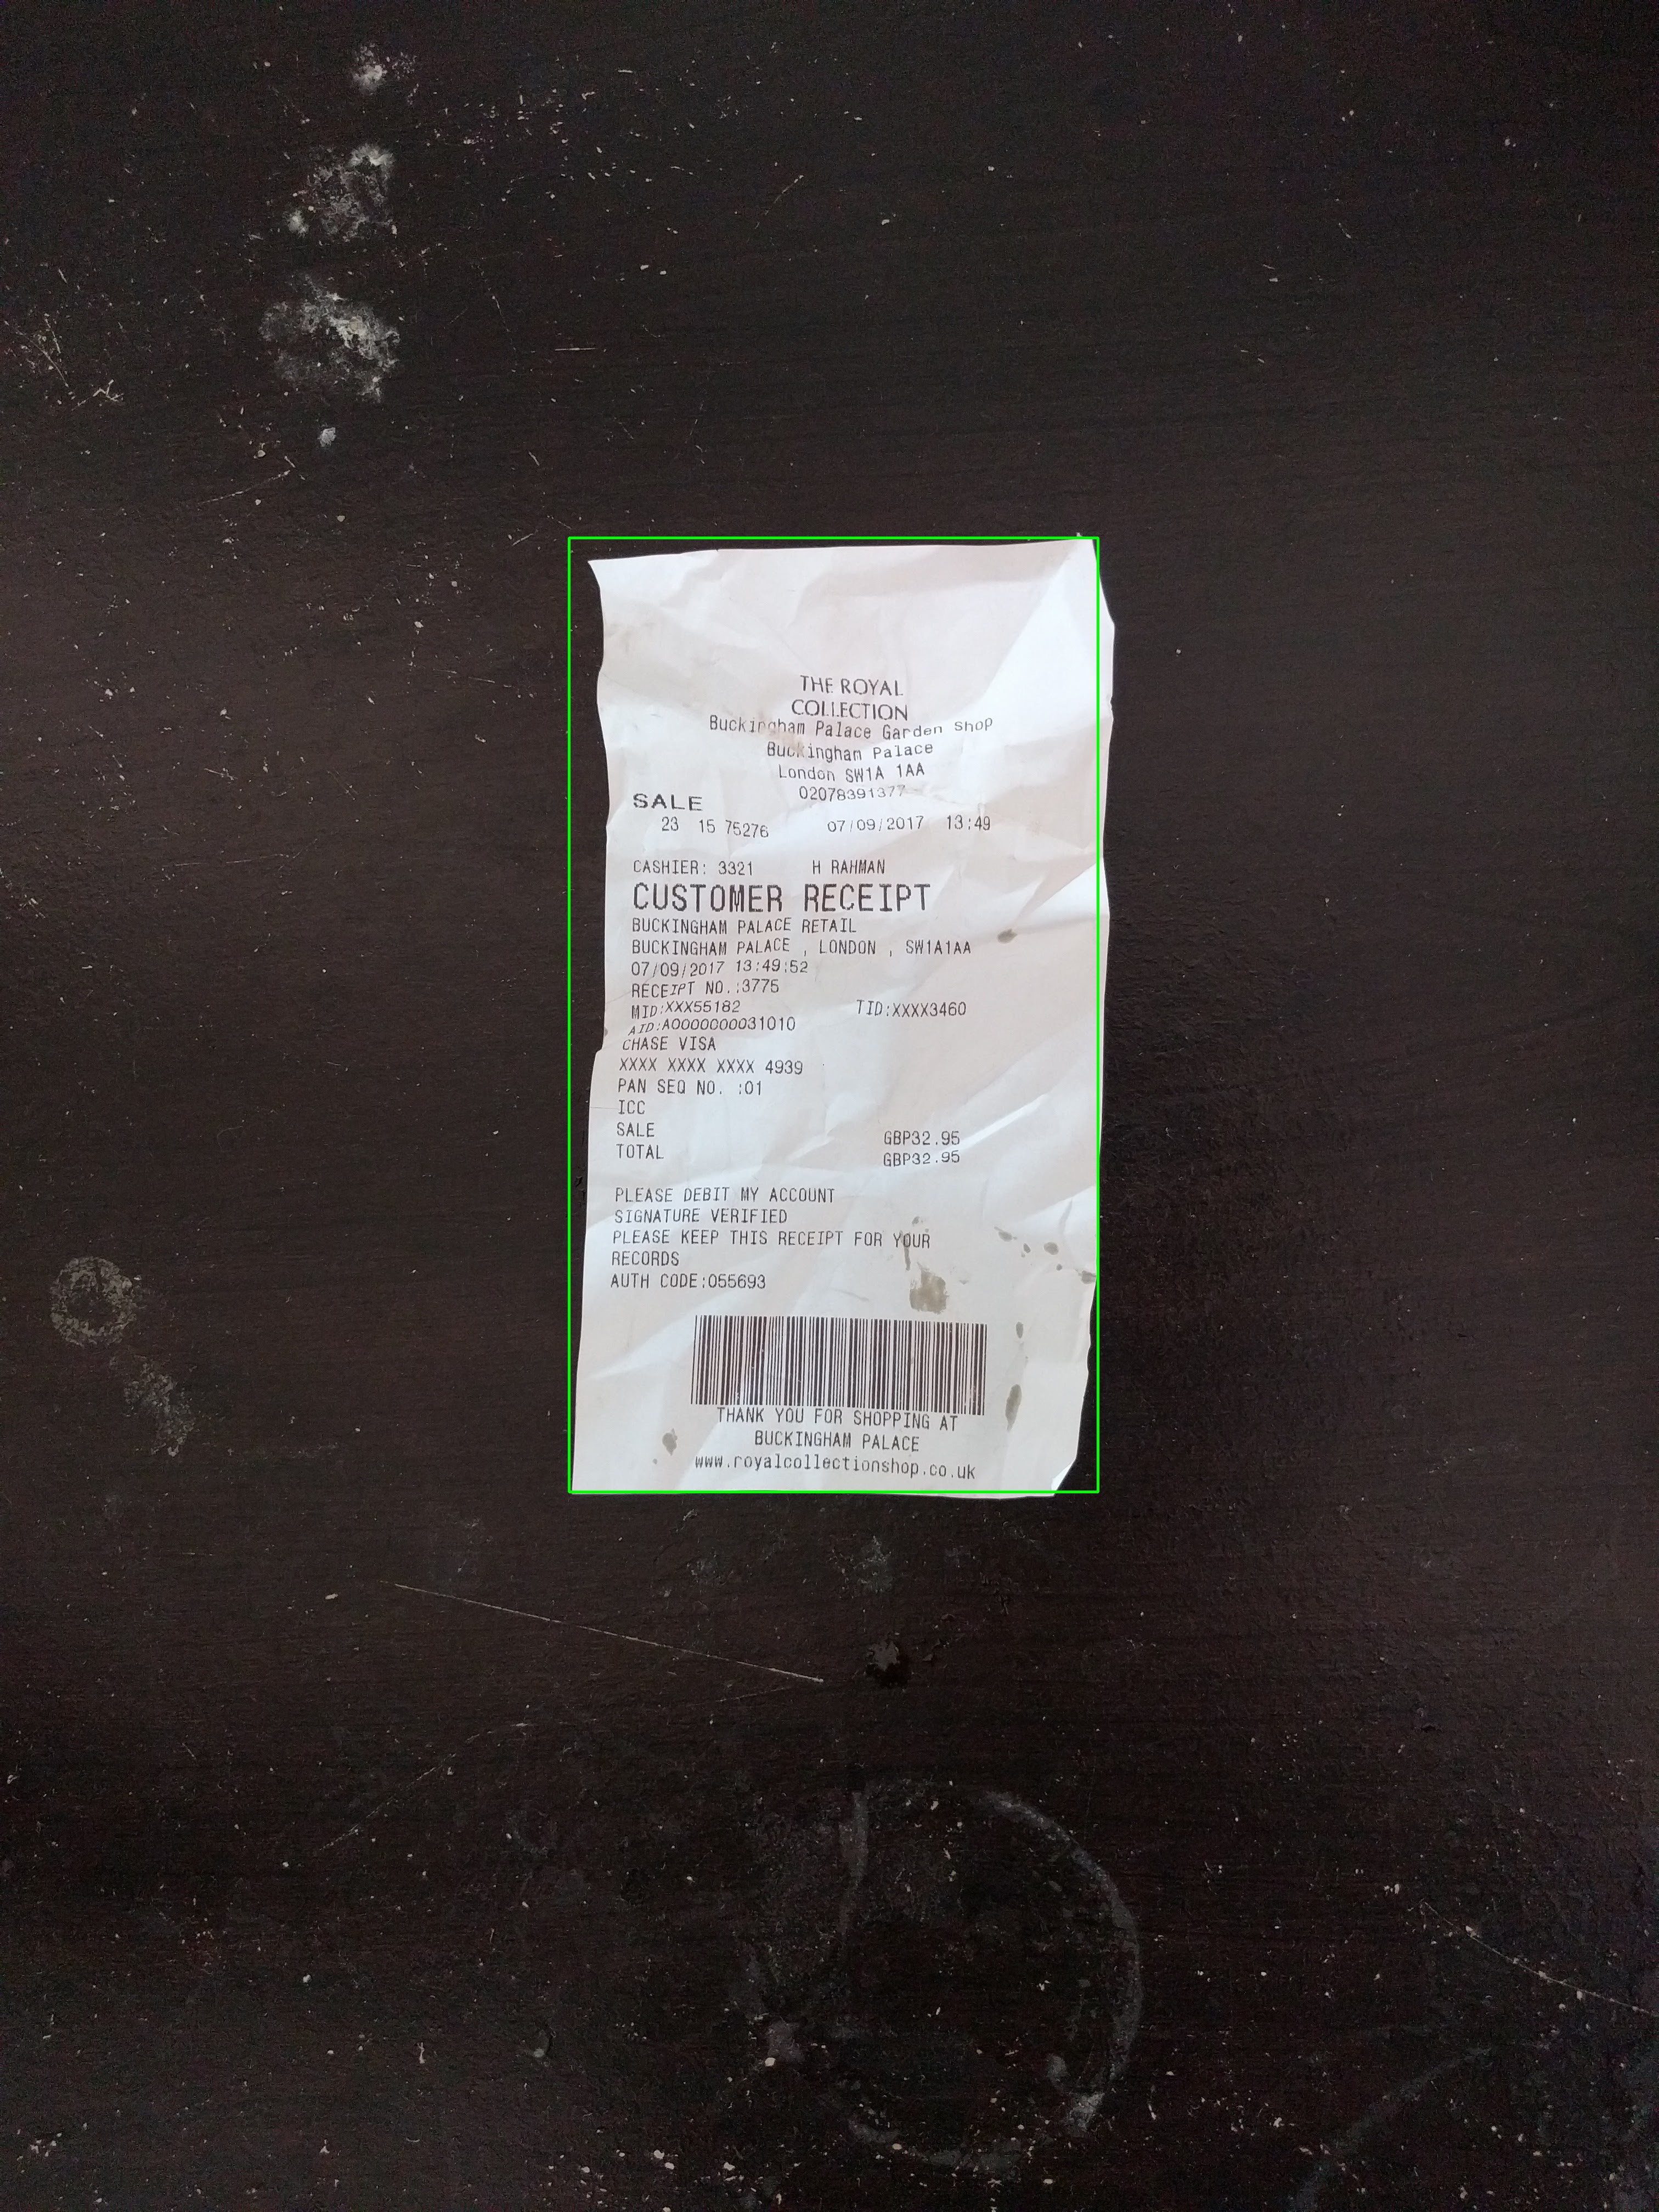 THE ROYAL
COLLECTION
Buckingham Palace Garden Shop
Buckingham Palace
London SW1A 1AA
02078391377
SALE
23 15 75276 07/09/2017 13:49
CASHIER: 3321 H RAHMAN
CUSTOMER RECEIPT
BUCKINGHAM PALACE RETAIL
BUCKINGHAM PALACE , LONDON , SW1A1AA
07/09/2017 13:49:52
RECEIPT NO.:3775
MID:XXX55182 TID:XXXX3460
AID:A0000000031010
CHASE VISA
XXXX XXXX XXXX 4939
PAN SEQ NO. :01
ICC
SALE GBP32.95
TOTAL GBP32.95
PLEASE DEBIT MY ACCOUNT
SIGNATURE VERIFIED
PLEASE KEEP THIS RECEIPT FOR YOUR
RECORDS
AUTH CODE:055693
THANK YOU FOR SHOPPING AT
BUCKINGHAM PALACE
www.royalcollectionshop.co.uk